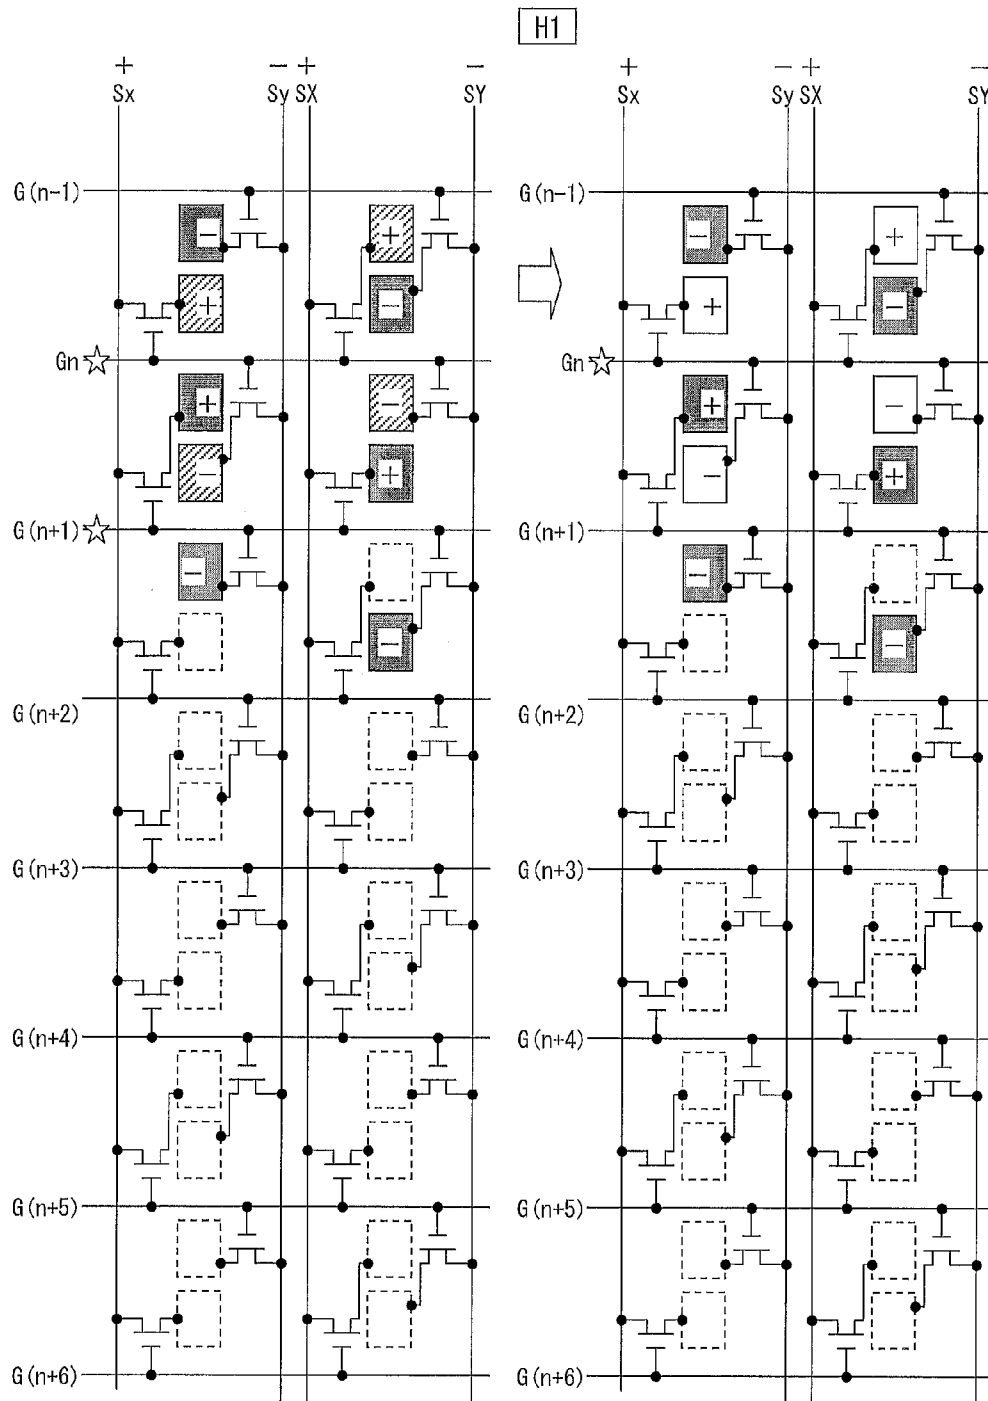 H1
+ − + − + − + −
Sx Sy SX SY Sx Sy SX SY
G(n-1) G(n-1)
− + − +
+ − + −
Gn☆ Gn☆
+ − + −
− + − +
G(n+1)☆ G(n+1)
− −
− −
G(n+2) G(n+2)
G(n+3) G(n+3)
G(n+4) G(n+4)
G(n+5) G(n+5)
G(n+6) G(n+6)